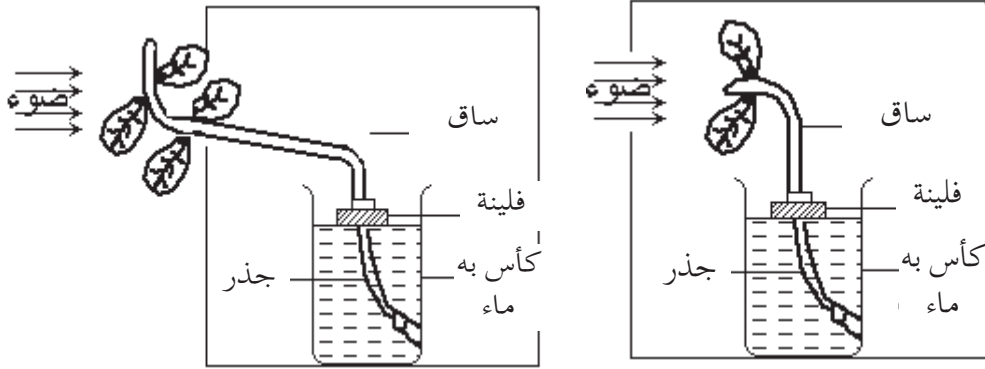 ضوء
ساق
فلينة
كأس به
ماء
جذر
ضوء
ساق
فلينة
كأس به
ماء
جذر